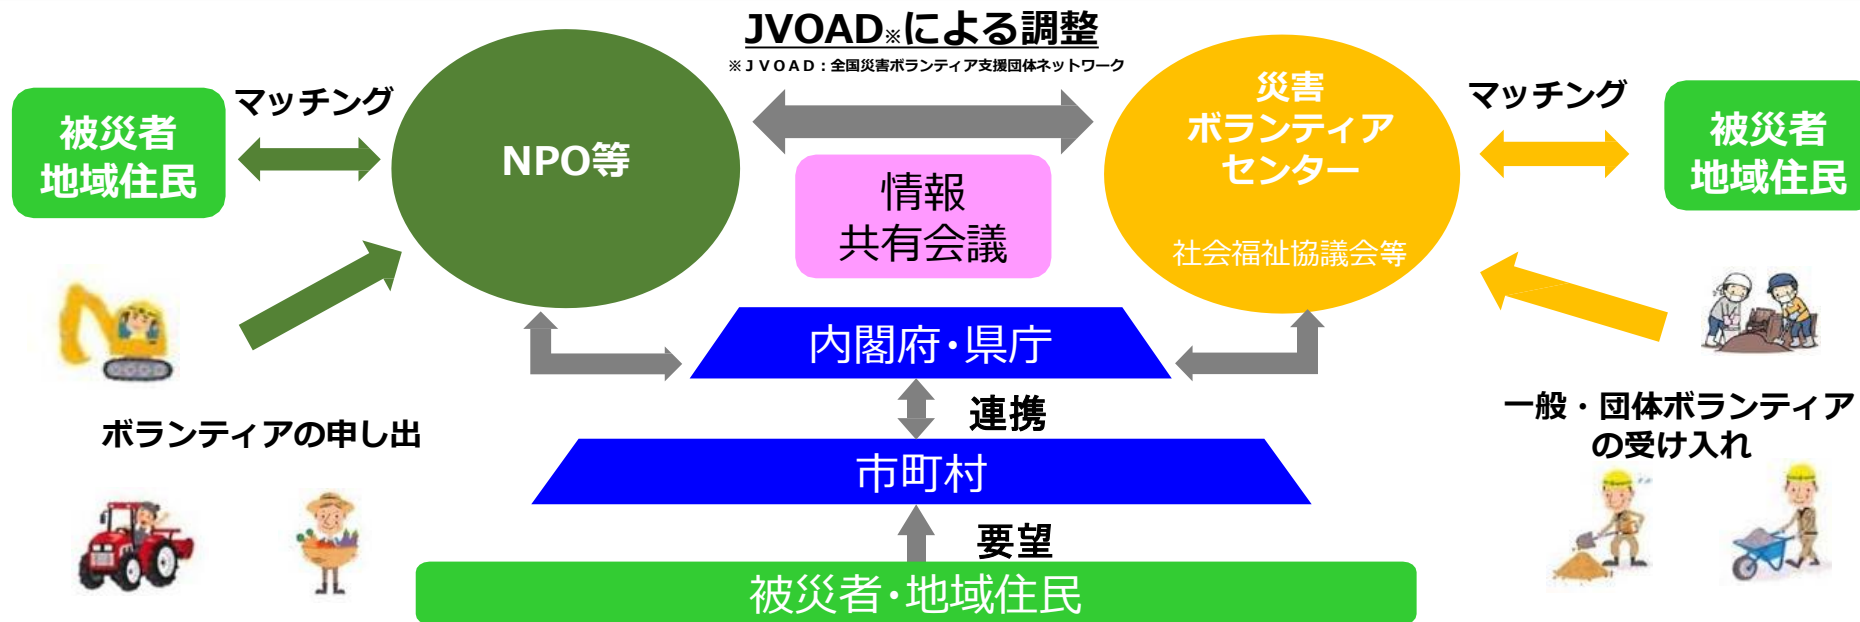 JVOAD※による調整
※JVOAD:全国災害ボランティア支援団体ネットワーク
被災者
地域住民
マッチング
NPO等
情報
共有会議
災害
ボランティア
センター
社会福祉協議会等
マッチング
被災者
地域住民
ボランティアの申し出
内閣府・県庁
連携
市町村
要望
被災者・地域住民
一般・団体ボランティア
の受け入れ